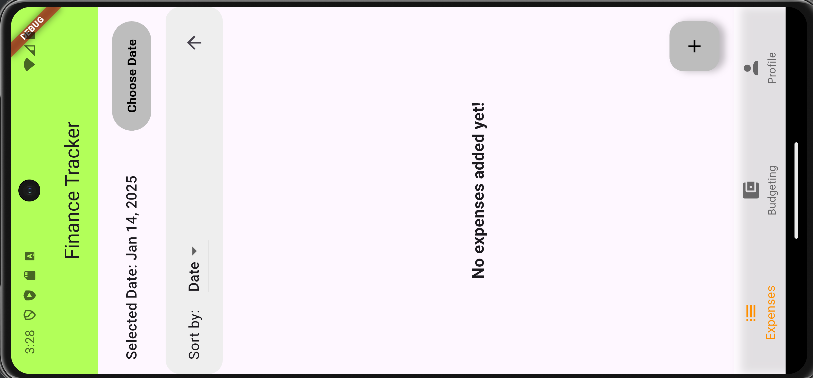 3:28
DEBUG
Finance Tracker
Selected Date: Jan 14, 2025
Choose Date
Sort by:
Date
No expenses added yet!
Expenses
Budgeting
Profile